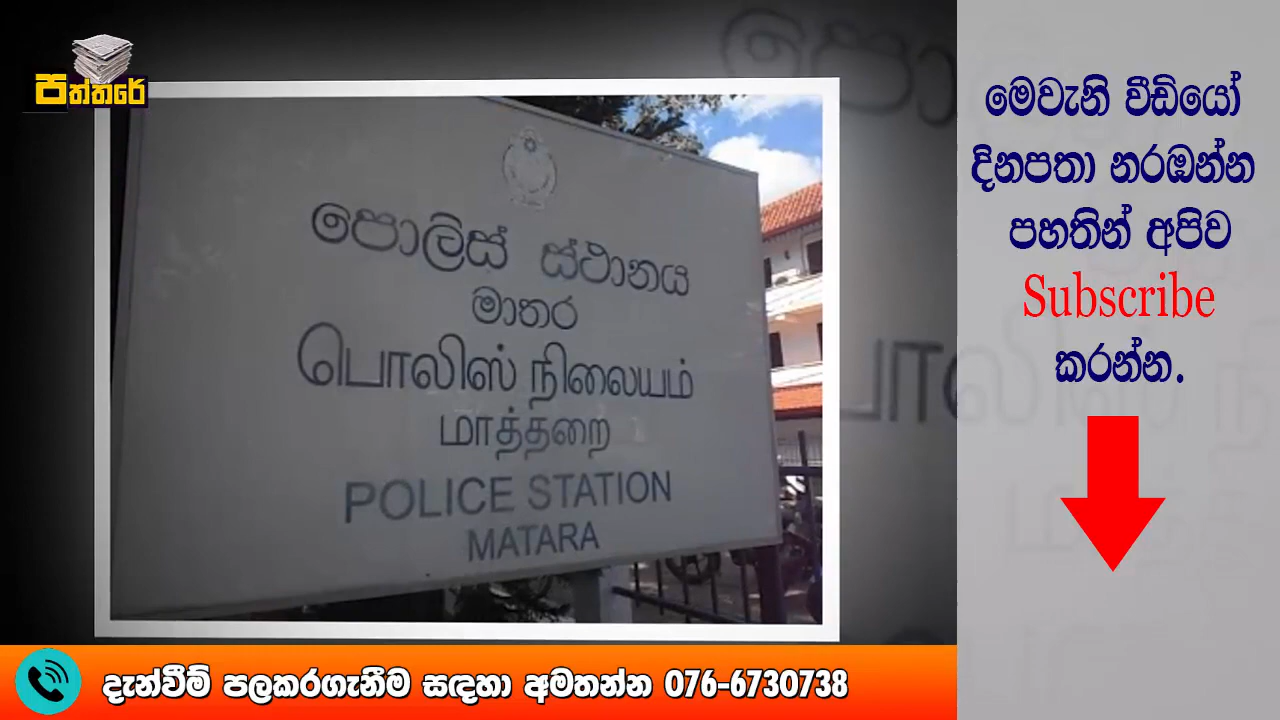 පත්තරේ
පොලිස් ස්ථානය
මාතර
பொலிஸ் நிலையம்
மாத்தறை
POLICE STATION
MATARA
මෙවැනි වීඩියෝ
දිනපතා නරඹන්න
පහතින් අපිව
Subscribe
කරන්න.
දැන්වීම් පලකරගැනීම සඳහා අමතන්න 076-6730738